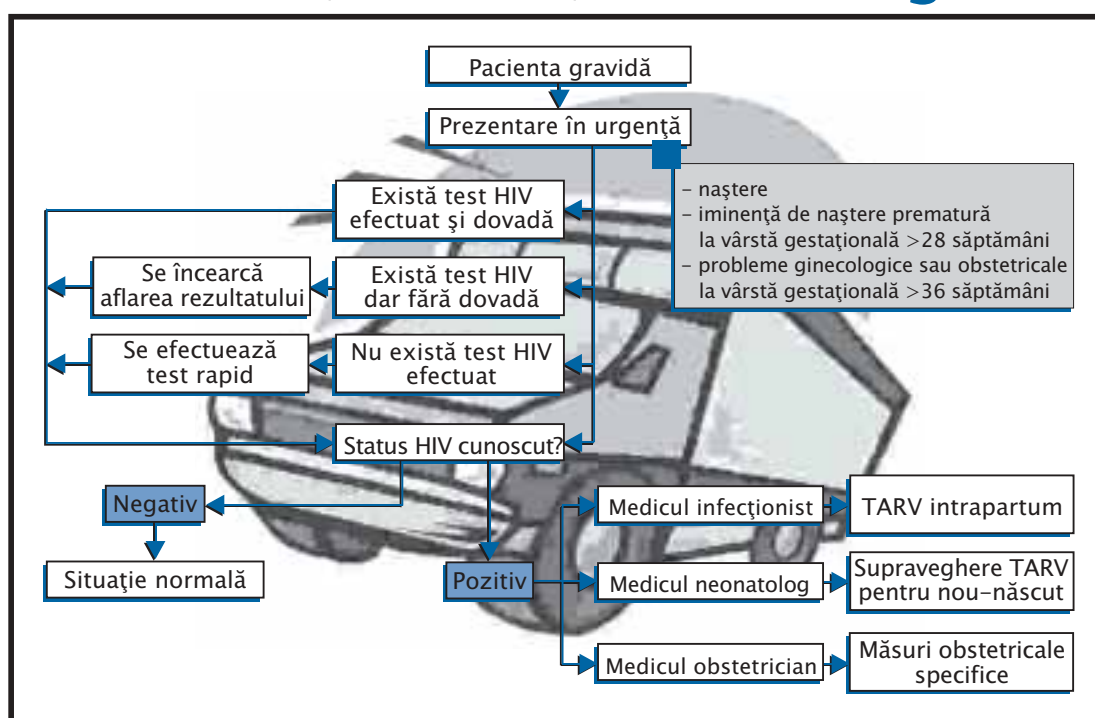 Pacienta gravidă
Prezentare în urgenţă
– naştere
– iminenţă de naştere prematură
la vârstă gestaţională >28 săptămâni
– probleme ginecologice sau obstetricale
la vârstă gestaţională >36 săptămâni
Există test HIV
efectuat şi dovadă
Se încearcă
aflarea rezultatului
Există test HIV
dar fără dovadă
Se efectuează
test rapid
Nu există test HIV
efectuat
Status HIV cunoscut?
Negativ
Situaţie normală
Pozitiv
Medicul infecţionist
TARV intrapartum
Medicul neonatolog
Supraveghere TARV
pentru nou–născut
Medicul obstetrician
Măsuri obstetricale
specifice